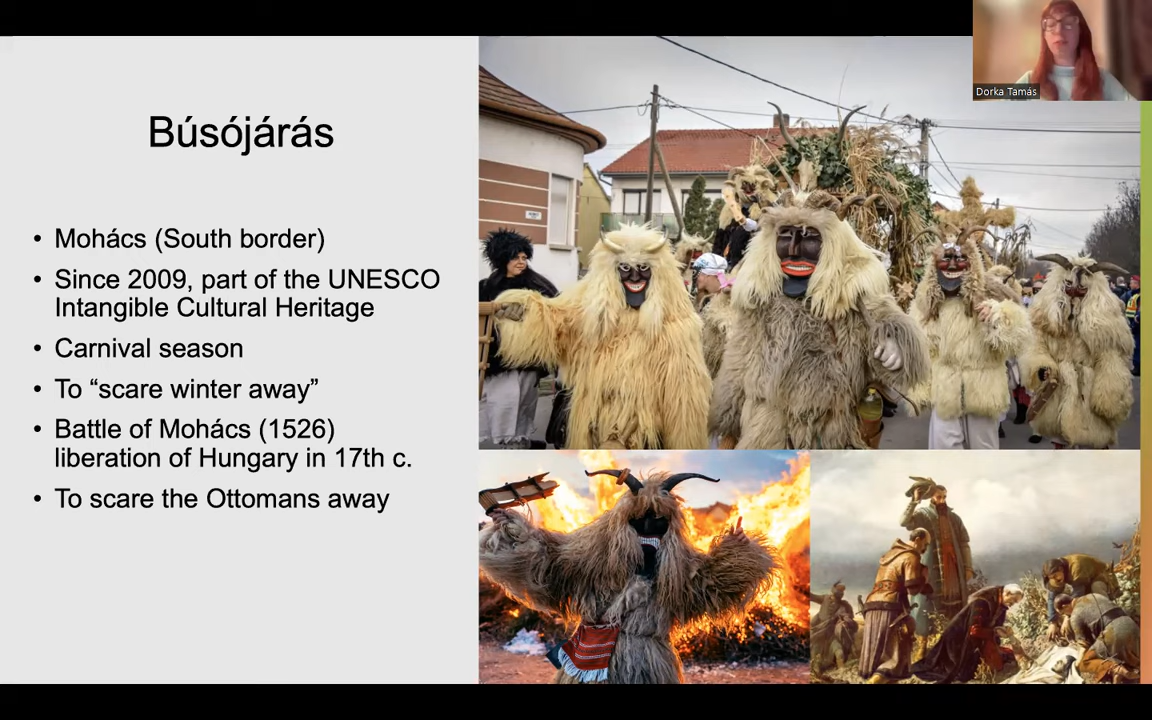 Dorka Tamás
Búsójárás
• Mohács (South border)
• Since 2009, part of the UNESCO
Intangible Cultural Heritage
• Carnival season
• To “scare winter away”
• Battle of Mohács (1526)
liberation of Hungary in 17th c.
• To scare the Ottomans away